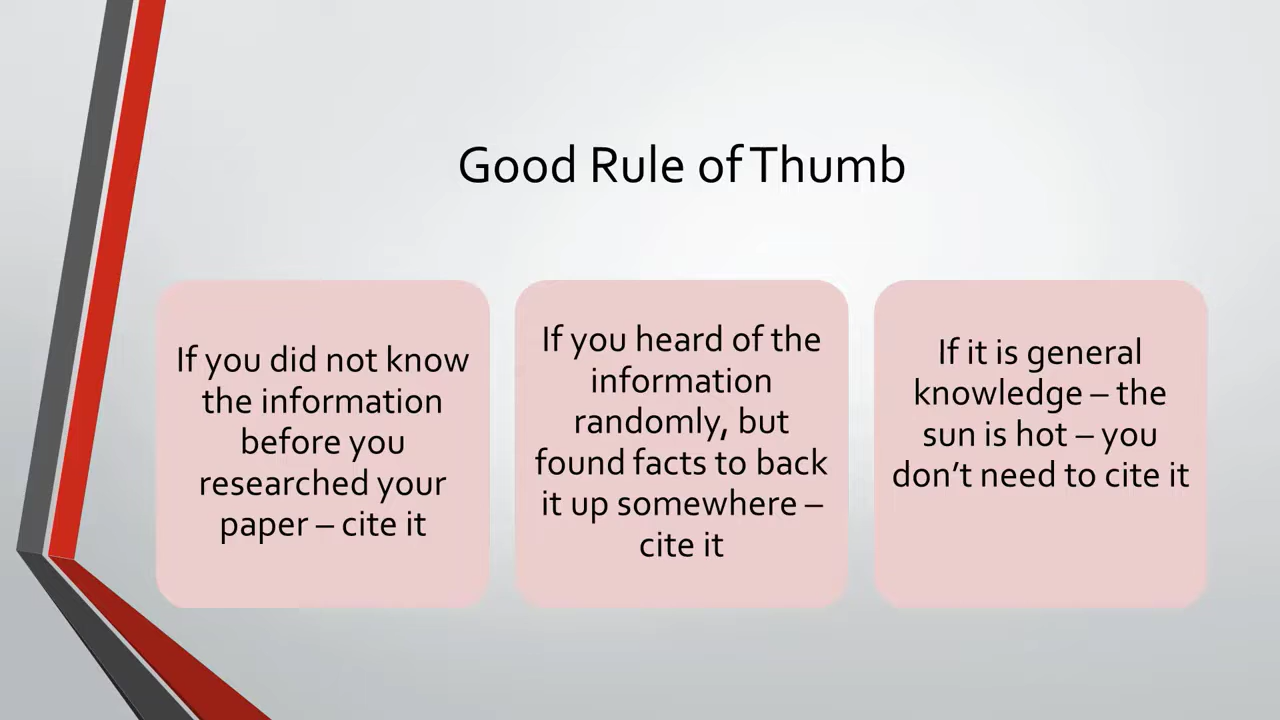 Good Rule of Thumb
If you did not know
the information
before you
researched your
paper – cite it
If you heard of the
information
randomly, but
found facts to back
it up somewhere –
cite it
If it is general
knowledge – the
sun is hot – you
don’t need to cite it